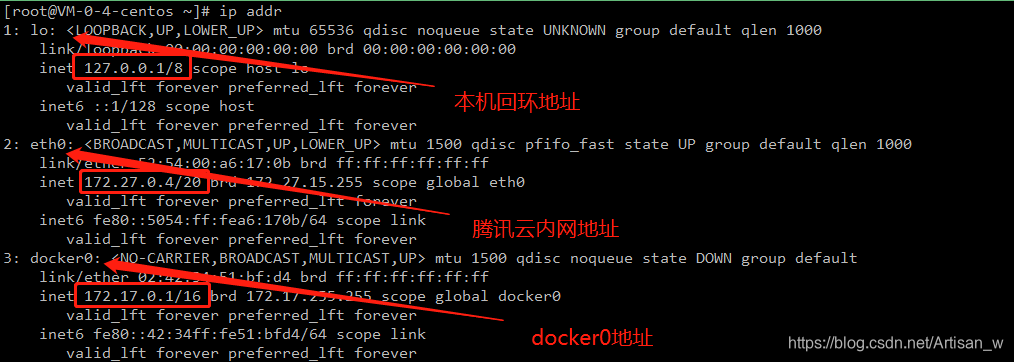 [root@VM-0-4-centos ~]# ip addr
1: lo: <LOOPBACK,UP,LOWER_UP> mtu 65536 qdisc noqueue state UNKNOWN group default qlen 1000
link/loopback 00:00:00:00:00:00 brd 00:00:00:00:00:00
inet 127.0.0.1/8 scope host lo
valid_lft forever preferred_lft forever
本机回环地址
inet6 ::1/128 scope host
valid_lft forever preferred_lft forever
2: eth0: <BROADCAST,MULTICAST,UP,LOWER_UP> mtu 1500 qdisc pfifo_fast state UP group default qlen 1000
link/ether 52:54:00:a6:17:0b brd ff:ff:ff:ff:ff:ff
inet 172.27.0.4/20 brd 172.27.15.255 scope global eth0
valid_lft forever preferred_lft forever
inet6 fe80::5054:ff:fea6:170b/64 scope link
腾讯云内网地址
valid_lft forever preferred_lft forever
3: docker0: <NO-CARRIER,BROADCAST,MULTICAST,UP> mtu 1500 qdisc noqueue state DOWN group default
link/ether 02:42:34:51:bf:d4 brd ff:ff:ff:ff:ff:ff
inet 172.17.0.1/16 brd 172.17.255.255 scope global docker0
valid_lft forever preferred_lft forever
inet6 fe80::42:34ff:fe51:bfd4/64 scope link
docker0地址
valid_lft forever preferred_lft forever
https://blog.csdn.net/Artisan_w